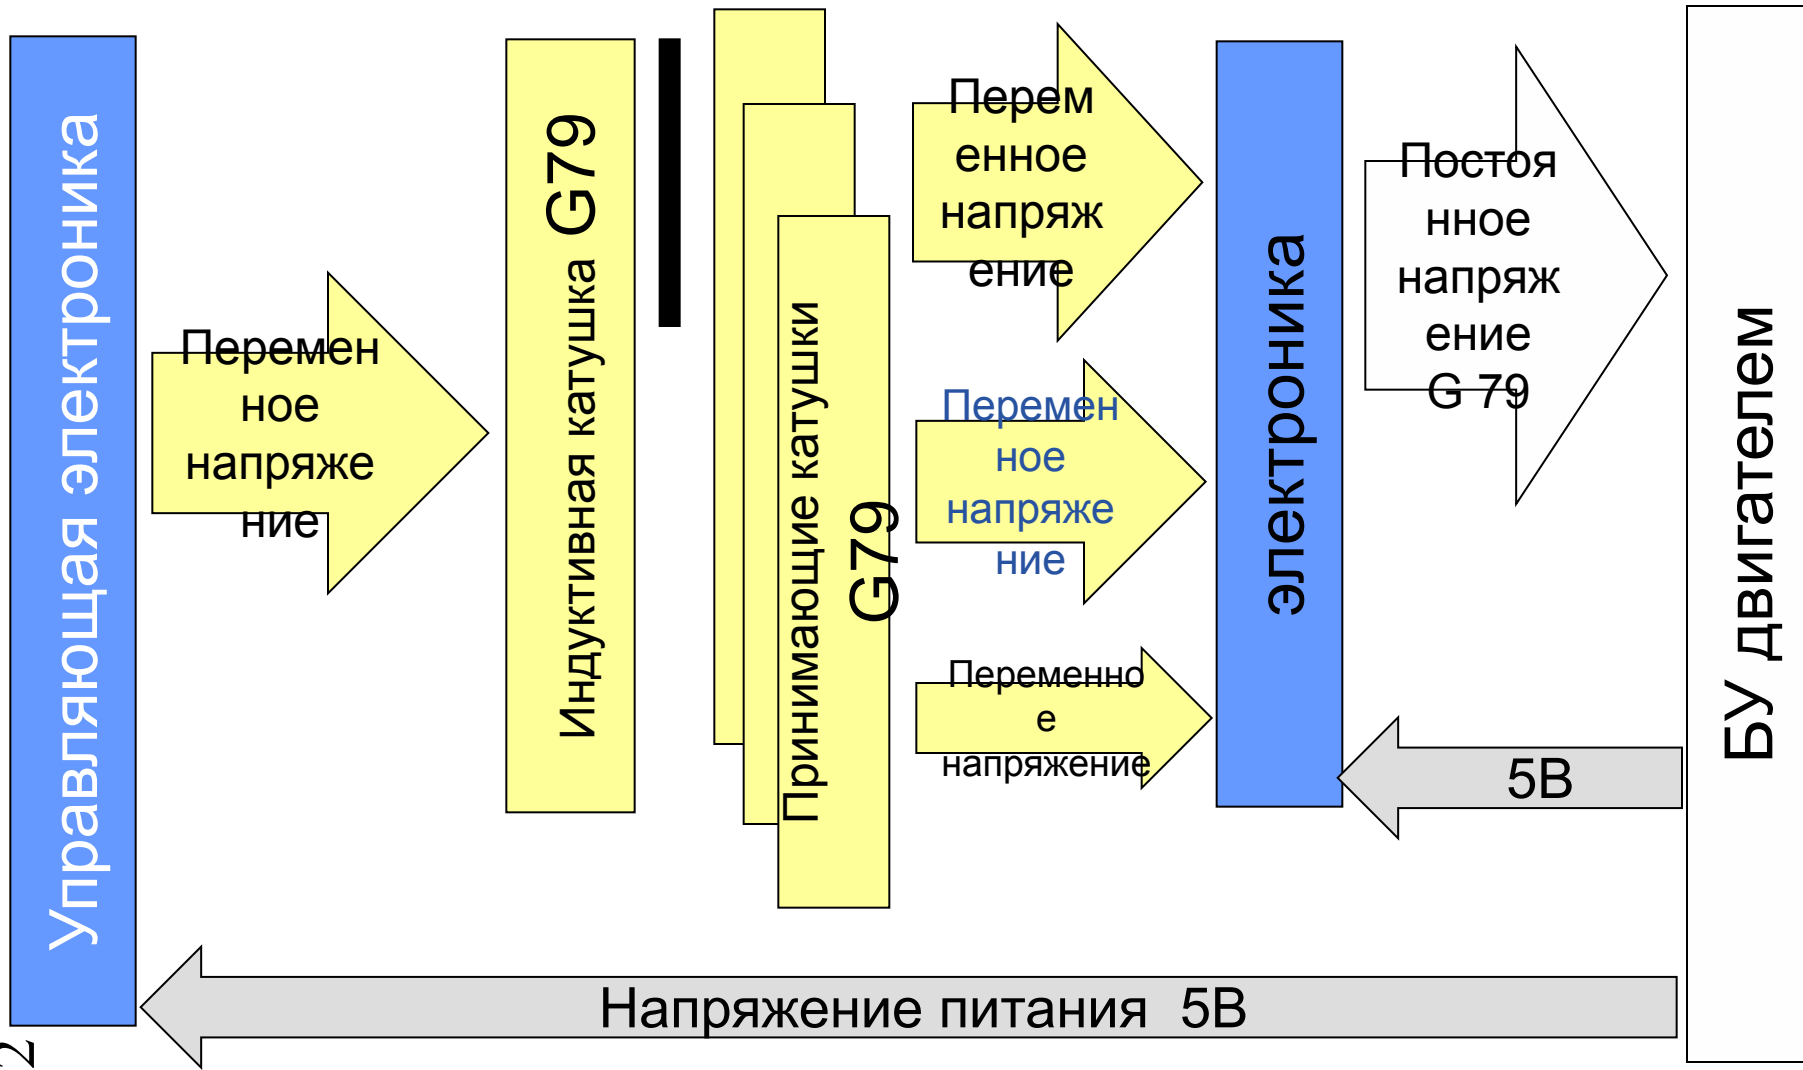 Управляющая электроника
Перемен
ное
напряже
ние
Индуктивная катушка G79
Принимающие катушки
G79
Перем
енное
напряж
ение
Перемен
ное
напряже
ние
Переменно
е
напряжение
электроника
Постоя
нное
напряж
ение
G 79
5В
БУ двигателем
Напряжение питания 5В
2